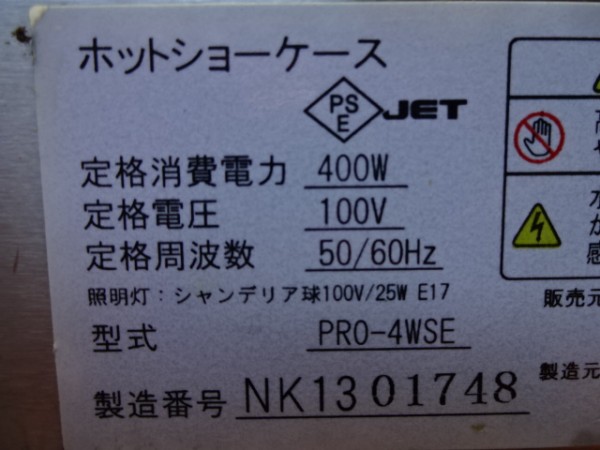 ホットショーケース
PS
E
JET
定格消費電力 400W
定格電圧 100V
定格周波数 50/60Hz
照明灯：シャンデリア球100V/25W E17
型式 PRO-4WSE
製造番号 NK1301748
販売元
製造元